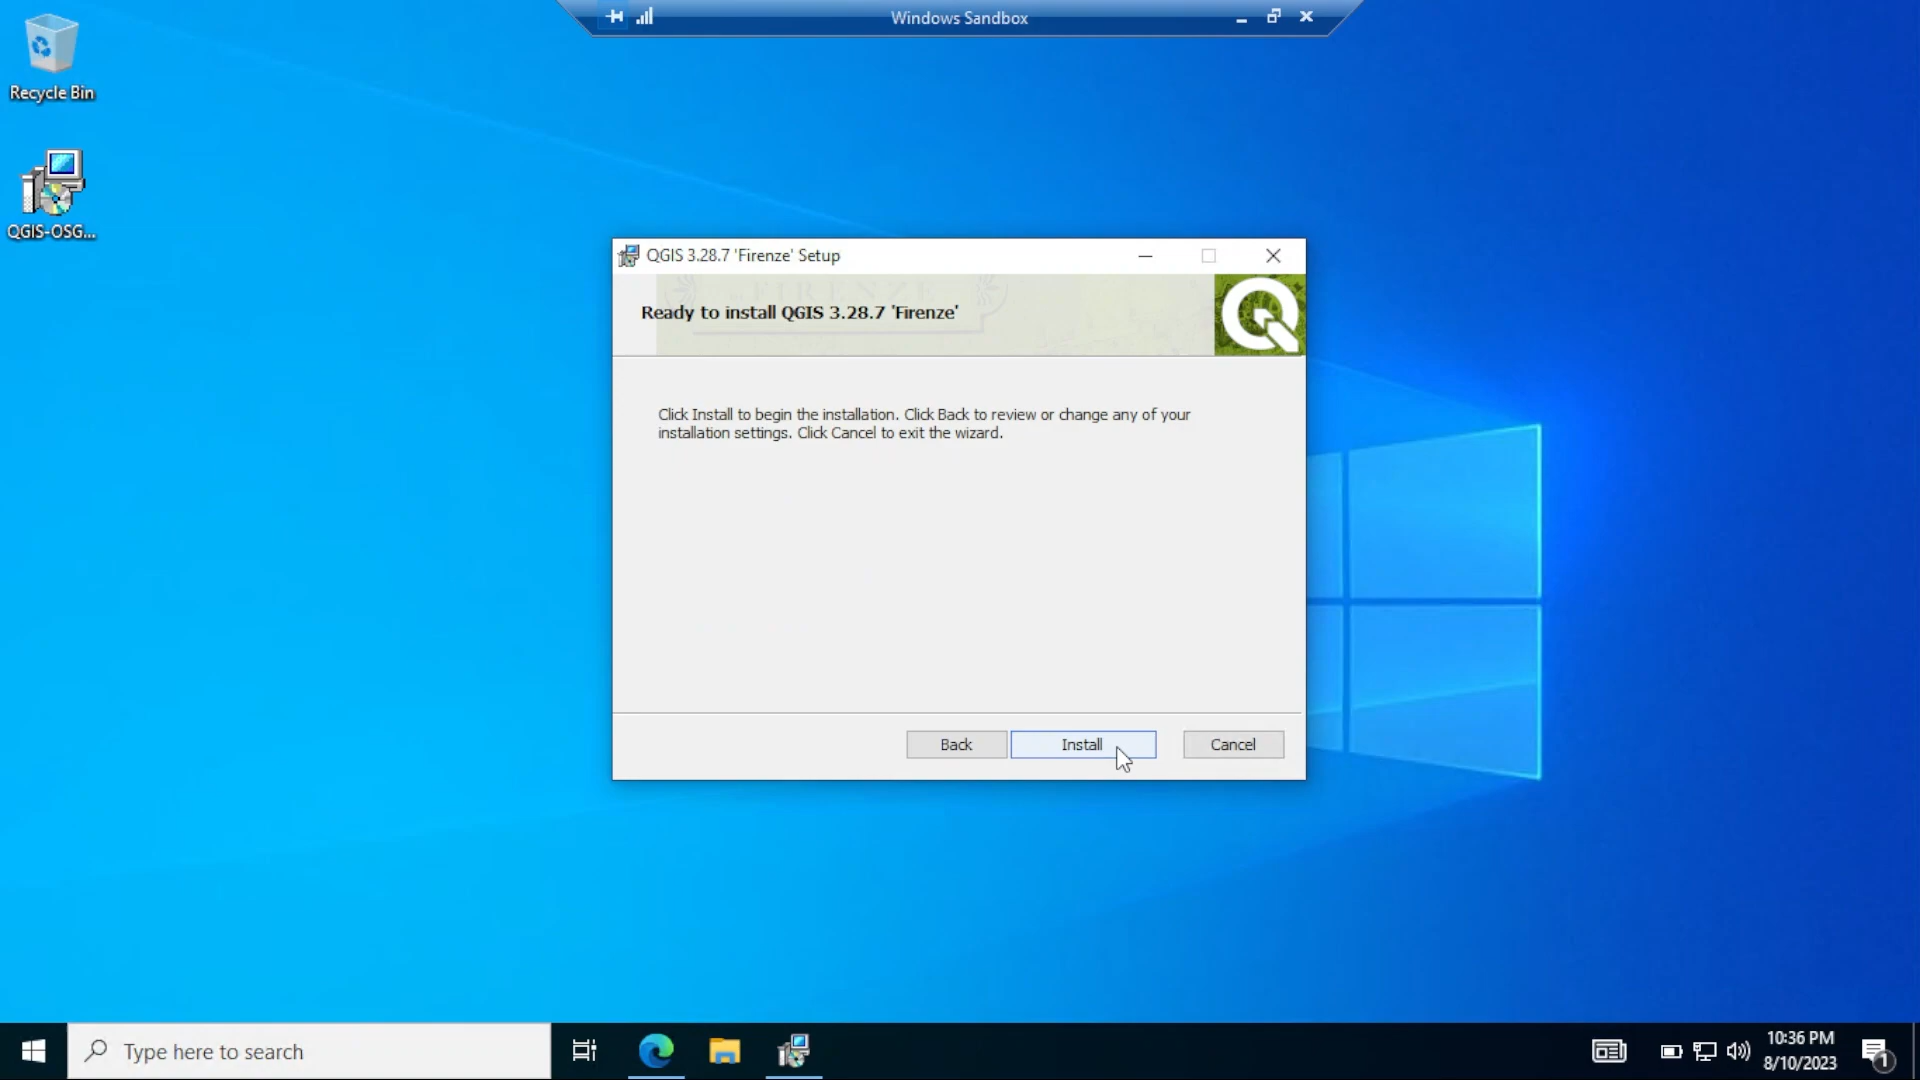 Windows Sandbox
Recycle Bin
QGIS-OSG...
QGIS 3.28.7 'Firenze' Setup
FIRENZE
Ready to install QGIS 3.28.7 'Firenze'
Click Install to begin the installation. Click Back to review or change any of your
installation settings. Click Cancel to exit the wizard.
Back
Install
Cancel
Type here to search
10:36 PM
8/10/2023
1